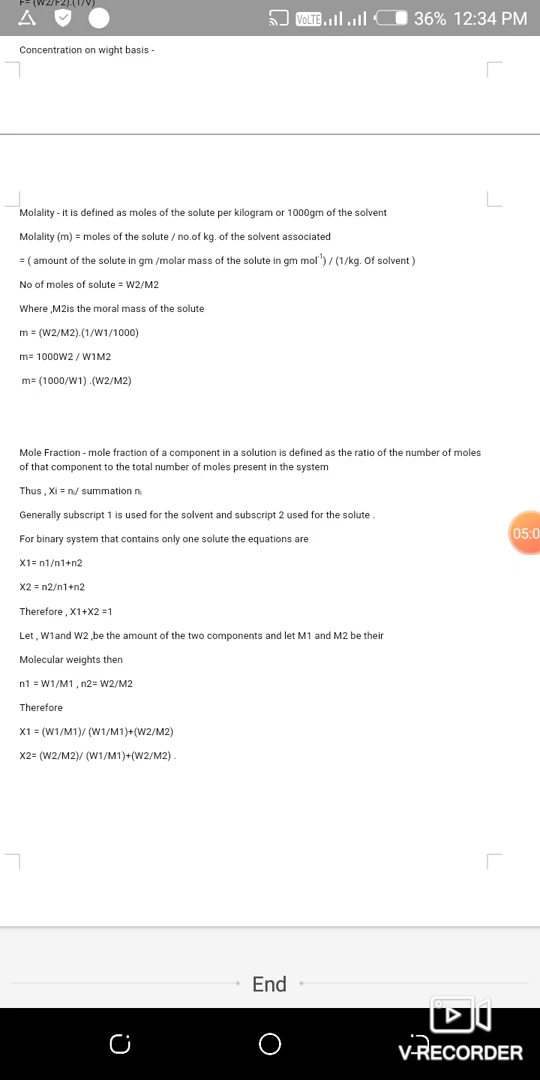 F= (W2/F2).(1/V)
VoLTE 36% 12:34 PM
Concentration on wight basis -
Molality - it is defined as moles of the solute per kilogram or 1000gm of the solvent
Molality (m) = moles of the solute / no.of kg. of the solvent associated
= ( amount of the solute in gm /molar mass of the solute in gm mol⁻¹) / (1/kg. Of solvent )
No of moles of solute = W2/M2
Where ,M2is the moral mass of the solute
m = (W2/M2).(1/W1/1000)
m= 1000W2 / W1M2
m= (1000/W1) .(W2/M2)
Mole Fraction - mole fraction of a component in a solution is defined as the ratio of the number of moles
of that component to the total number of moles present in the system
Thus , Xi = nᵢ/ summation nᵢ
Generally subscript 1 is used for the solvent and subscript 2 used for the solute .
For binary system that contains only one solute the equations are
05:0
X1= n1/n1+n2
X2 = n2/n1+n2
Therefore , X1+X2 =1
Let , W1and W2 ,be the amount of the two components and let M1 and M2 be their
Molecular weights then
n1 = W1/M1 , n2= W2/M2
Therefore
X1 = (W1/M1)/ (W1/M1)+(W2/M2)
X2= (W2/M2)/ (W1/M1)+(W2/M2) .
End
V-RECORDER